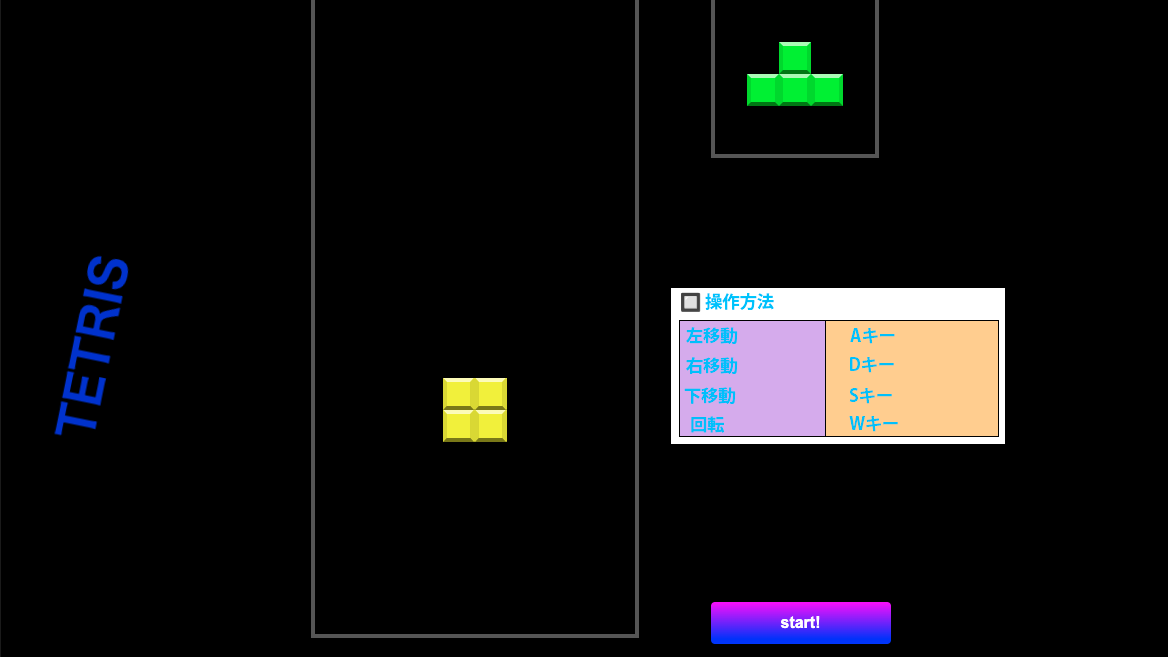 TETRIS
🔲 操作方法
左移動 Aキー
右移動 Dキー
下移動 Sキー
回転 Wキー
start!